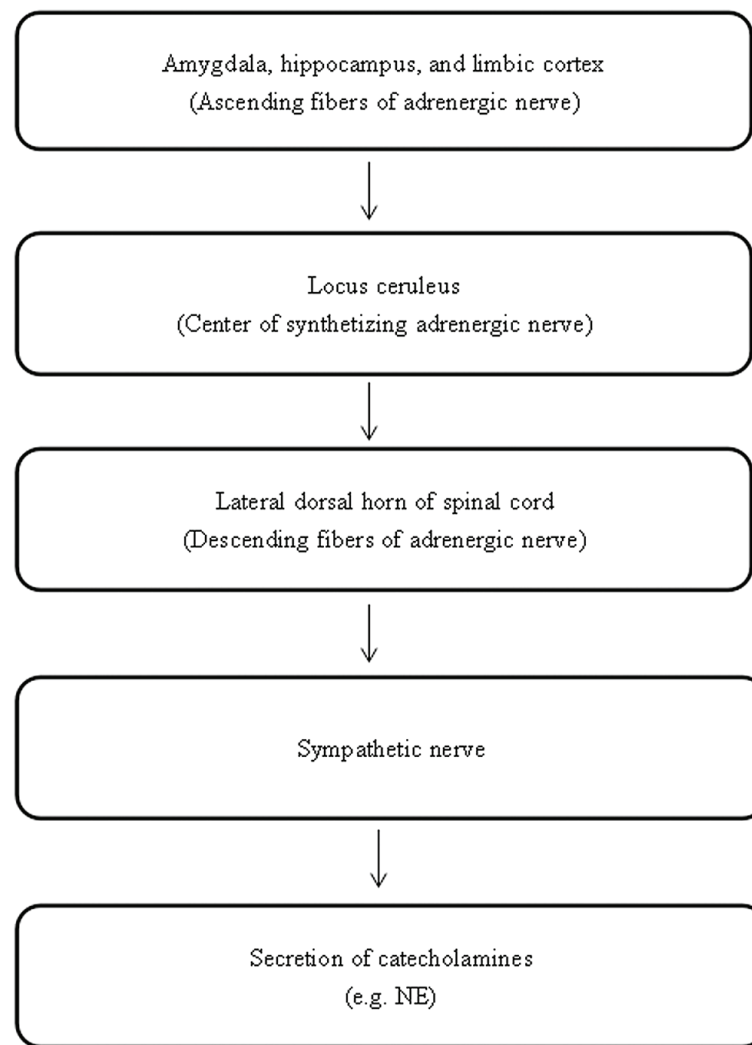 Amygdala, hippocampus, and limbic cortex
(Ascending fibers of adrenergic nerve)
Locus ceruleus
(Center of synthetizing adrenergic nerve)
Lateral dorsal horn of spinal cord
(Descending fibers of adrenergic nerve)
Sympathetic nerve
Secretion of catecholamines
(e.g. NE)